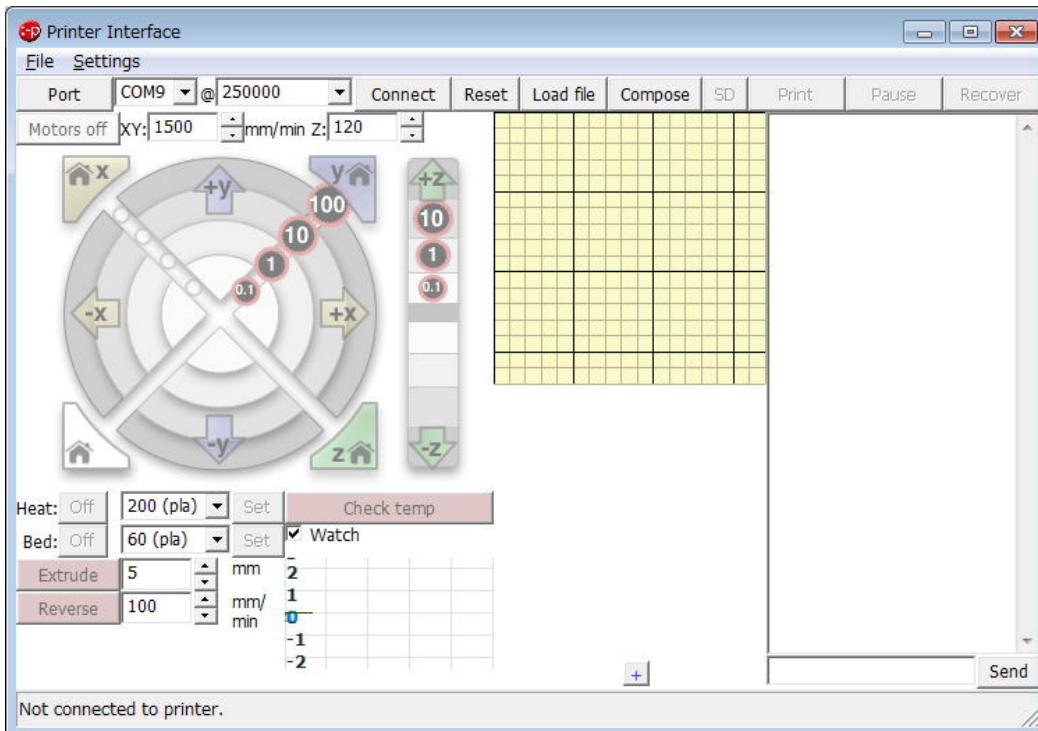 Printer Interface
File Settings
Port COM9 @ 250000 Connect Reset Load file Compose SD Print Pause Recover
Motors off XY: 1500 mm/min Z: 120
x +y y +z
100 10
10 1
1 0.1
0.1
-x +x
-y z -z
Heat: Off 200 (pla) Set Check temp
Bed: Off 60 (pla) Set Watch
Extrude 5 mm
Reverse 100 mm/
min
2
1
0
-1
-2
+
Send
Not connected to printer.